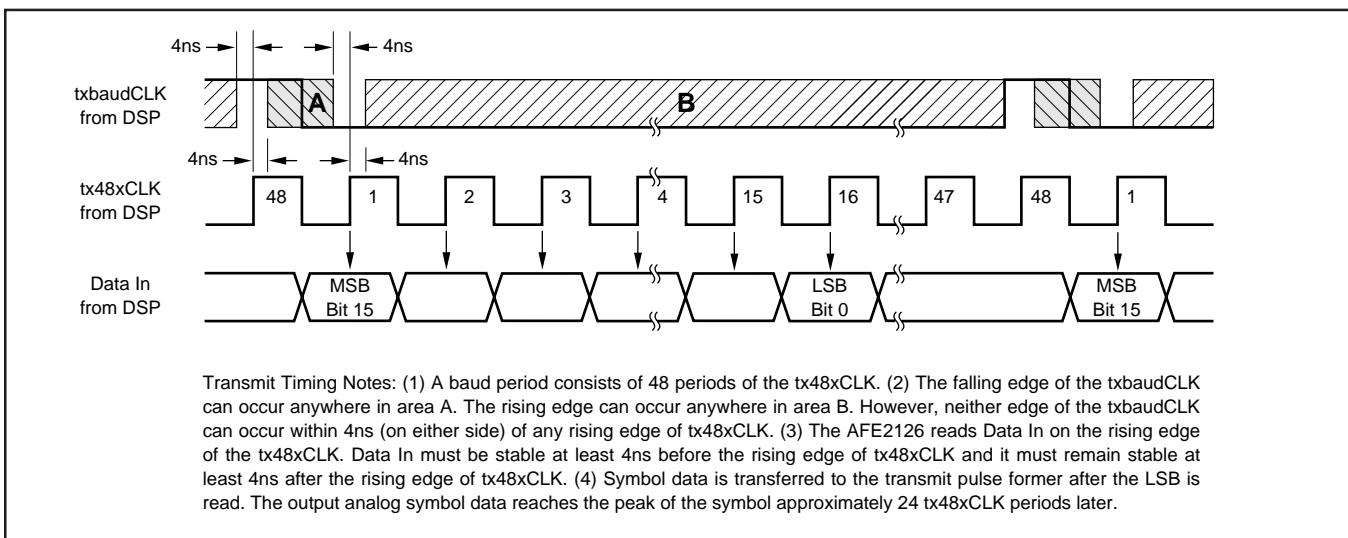 4ns
4ns
txbaudCLK
from DSP
A
B
4ns
4ns
tx48xCLK
from DSP
48
1
2
3
4
15
16
47
48
1
Data In
from DSP
MSB
Bit 15
LSB
Bit 0
MSB
Bit 15
Transmit Timing Notes: (1) A baud period consists of 48 periods of the tx48xCLK. (2) The falling edge of the txbaudCLK
can occur anywhere in area A. The rising edge can occur anywhere in area B. However, neither edge of the txbaudCLK
can occur within 4ns (on either side) of any rising edge of tx48xCLK. (3) The AFE2126 reads Data In on the rising edge
of the tx48xCLK. Data In must be stable at least 4ns before the rising edge of tx48xCLK and it must remain stable at
least 4ns after the rising edge of tx48xCLK. (4) Symbol data is transferred to the transmit pulse former after the LSB is
read. The output analog symbol data reaches the peak of the symbol approximately 24 tx48xCLK periods later.